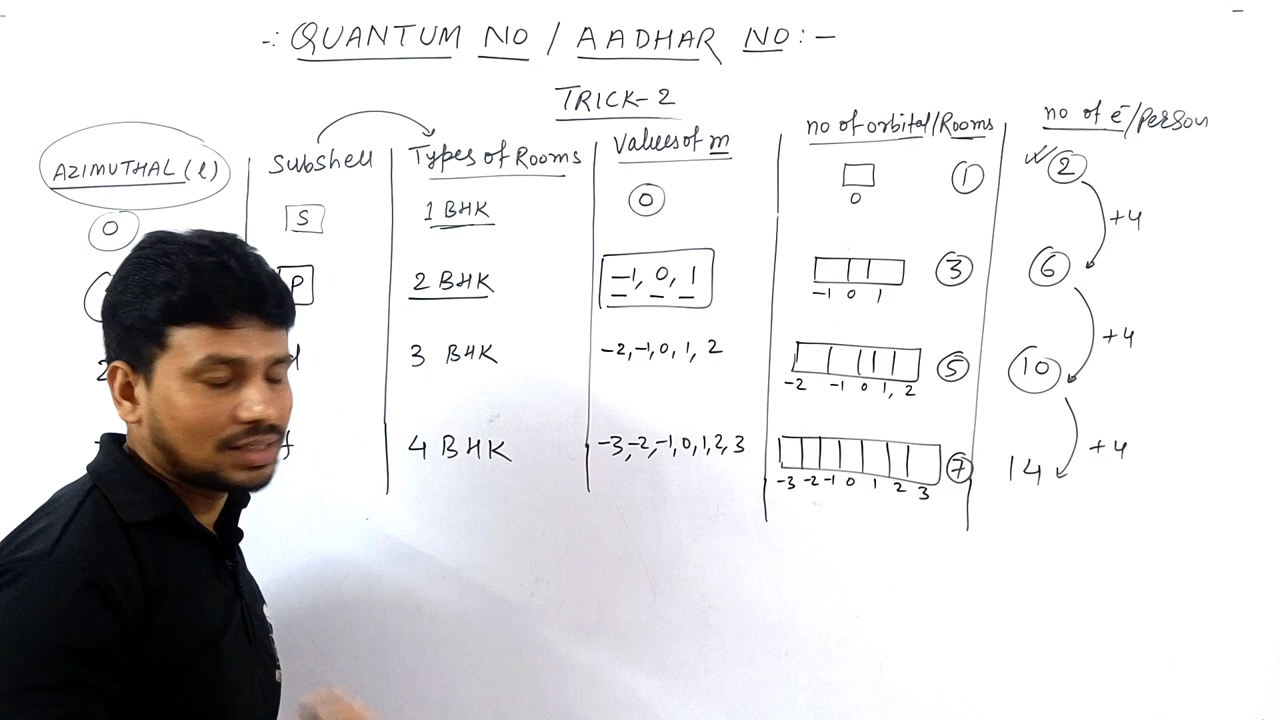 -: QUANTUM NO / AADHAR NO :-
TRICK-2
AZIMUTHAL (l) Subshell Types of Rooms Values of m no of orbital/Rooms no of e⁻/Person
0 S 1 BHK 0 0 1 2
+4
P 2 BHK -1, 0, 1 -1 0 1 3 6
+4
2 3 BHK -2,-1,0,1,2 -2 -1 0 1, 2 5 10
+4
f 4 BHK -3,-2,-1,0,1,2,3 -3 -2 -1 0 1 2 3 7 14